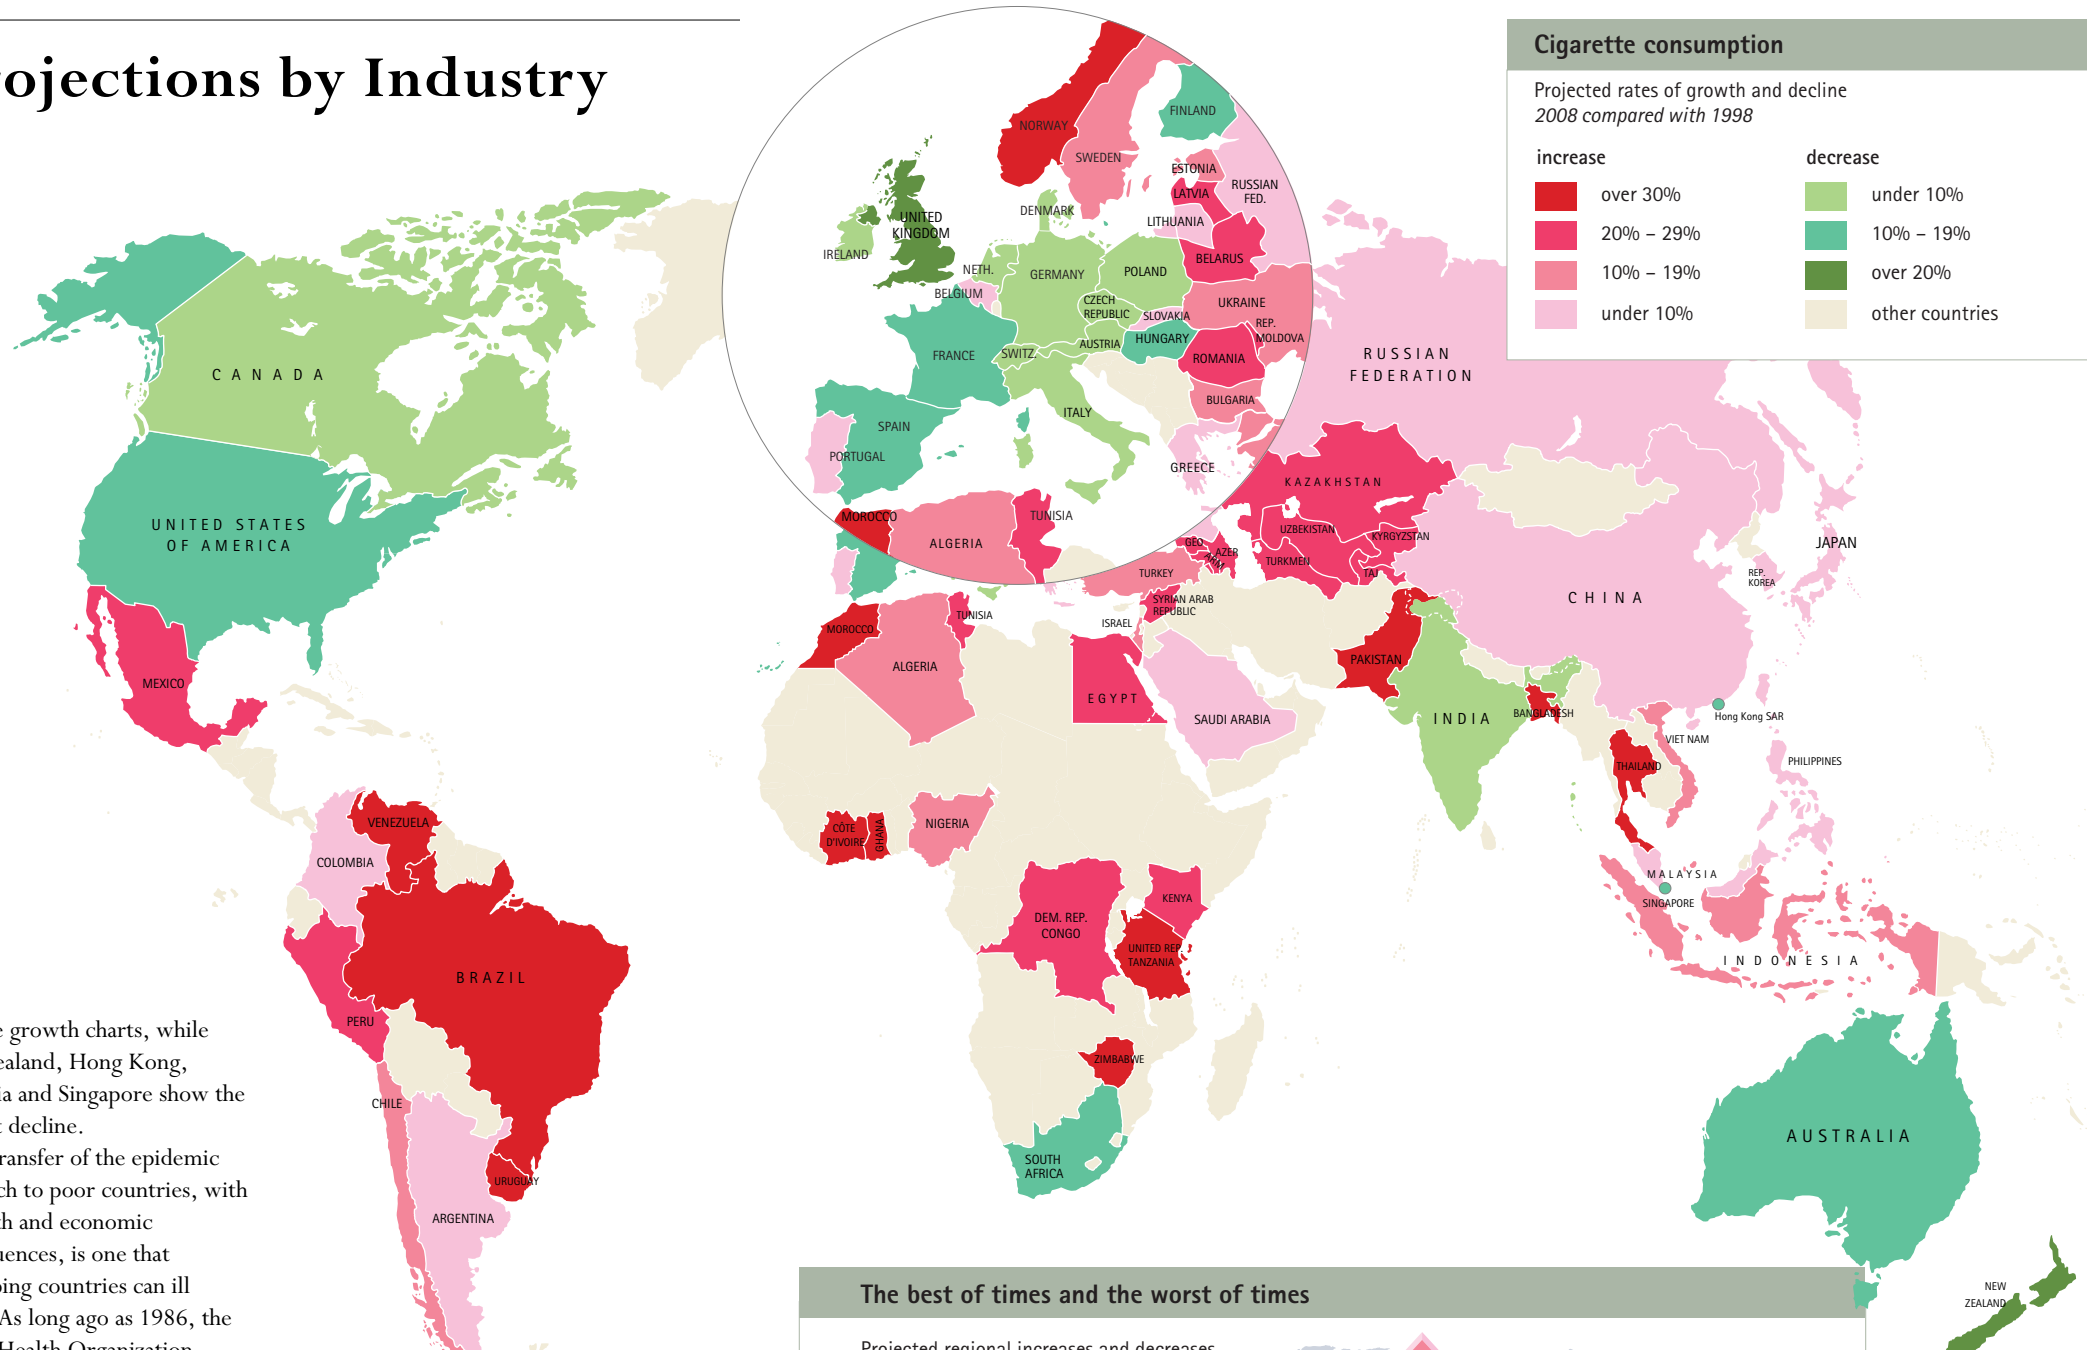 ojections by Industry
Cigarette consumption
Projected rates of growth and decline
2008 compared with 1998
increase
decrease
over 30%
under 10%
20% – 29%
10% – 19%
10% – 19%
over 20%
under 10%
other countries
NORWAY
FINLAND
SWEDEN
ESTONIA
LATVIA
RUSSIAN
FED.
LITHUANIA
DENMARK
UNITED
KINGDOM
IRELAND
BELARUS
NETH.
GERMANY
POLAND
BELGIUM
CZECH
REPUBLIC
SLOVAKIA
UKRAINE
REP.
MOLDOVA
FRANCE
SWITZ.
AUSTRIA
HUNGARY
ROMANIA
BULGARIA
ITALY
SPAIN
PORTUGAL
GREECE
MOROCCO
ALGERIA
TUNISIA
CANADA
UNITED STATES
OF AMERICA
MEXICO
RUSSIAN
FEDERATION
KAZAKHSTAN
UZBEKISTAN
KYRGYZSTAN
GEO
AZER
ARM
TURKMEN
TAJ
TURKEY
SYRIAN ARAB
REPUBLIC
ISRAEL
JAPAN
REP.
KOREA
CHINA
MOROCCO
TUNISIA
ALGERIA
EGYPT
SAUDI ARABIA
PAKISTAN
INDIA
BANGLADESH
Hong Kong SAR
VIET NAM
THAILAND
PHILIPPINES
VENEZUELA
COLOMBIA
CÔTE
D'IVOIRE
GHANA
NIGERIA
MALAYSIA
SINGAPORE
INDONESIA
KENYA
DEM. REP.
CONGO
UNITED REP.
TANZANIA
BRAZIL
PERU
ZIMBABWE
CHILE
SOUTH
AFRICA
URUGUAY
ARGENTINA
AUSTRALIA
NEW
ZEALAND
e growth charts, while
ealand, Hong Kong,
ia and Singapore show the
t decline.
ransfer of the epidemic
ch to poor countries, with
th and economic
uences, is one that
ping countries can ill
As long ago as 1986, the
Health Organization
The best of times and the worst of times
Projected regional increases and decreases